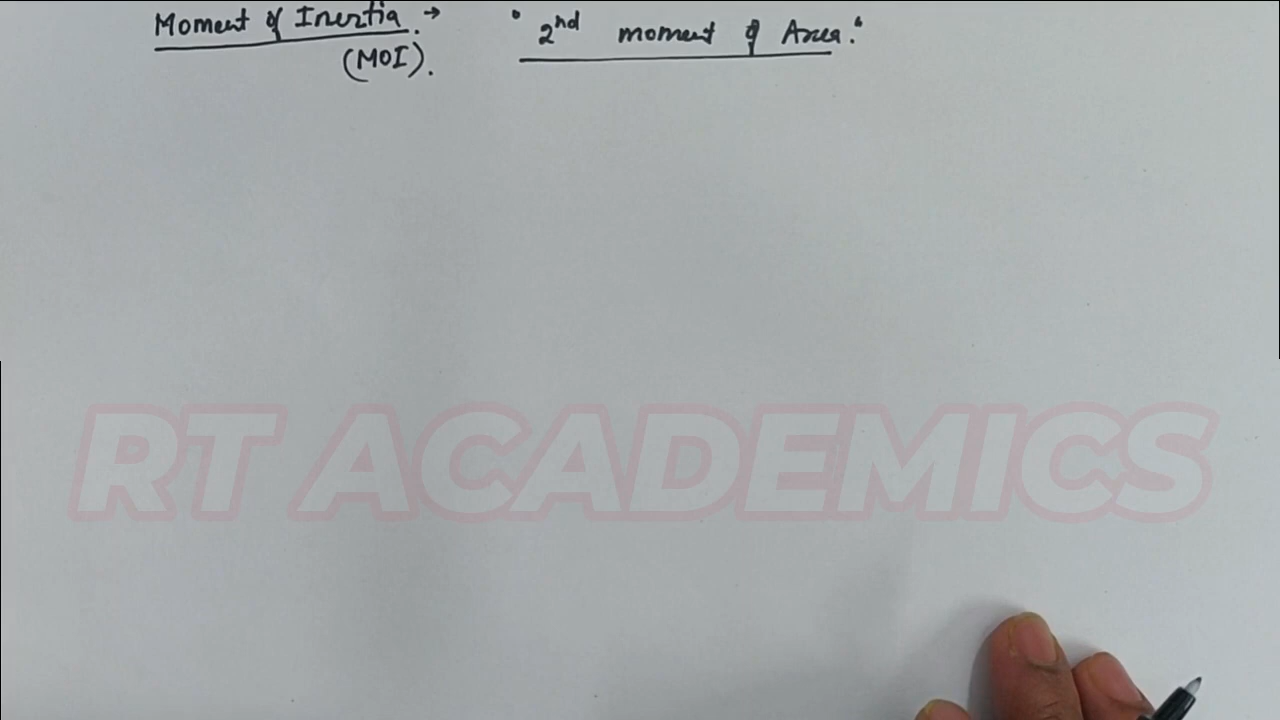 Moment of Inertia. → " 2nd moment of Area."
(MOI).
RT ACADEMICS